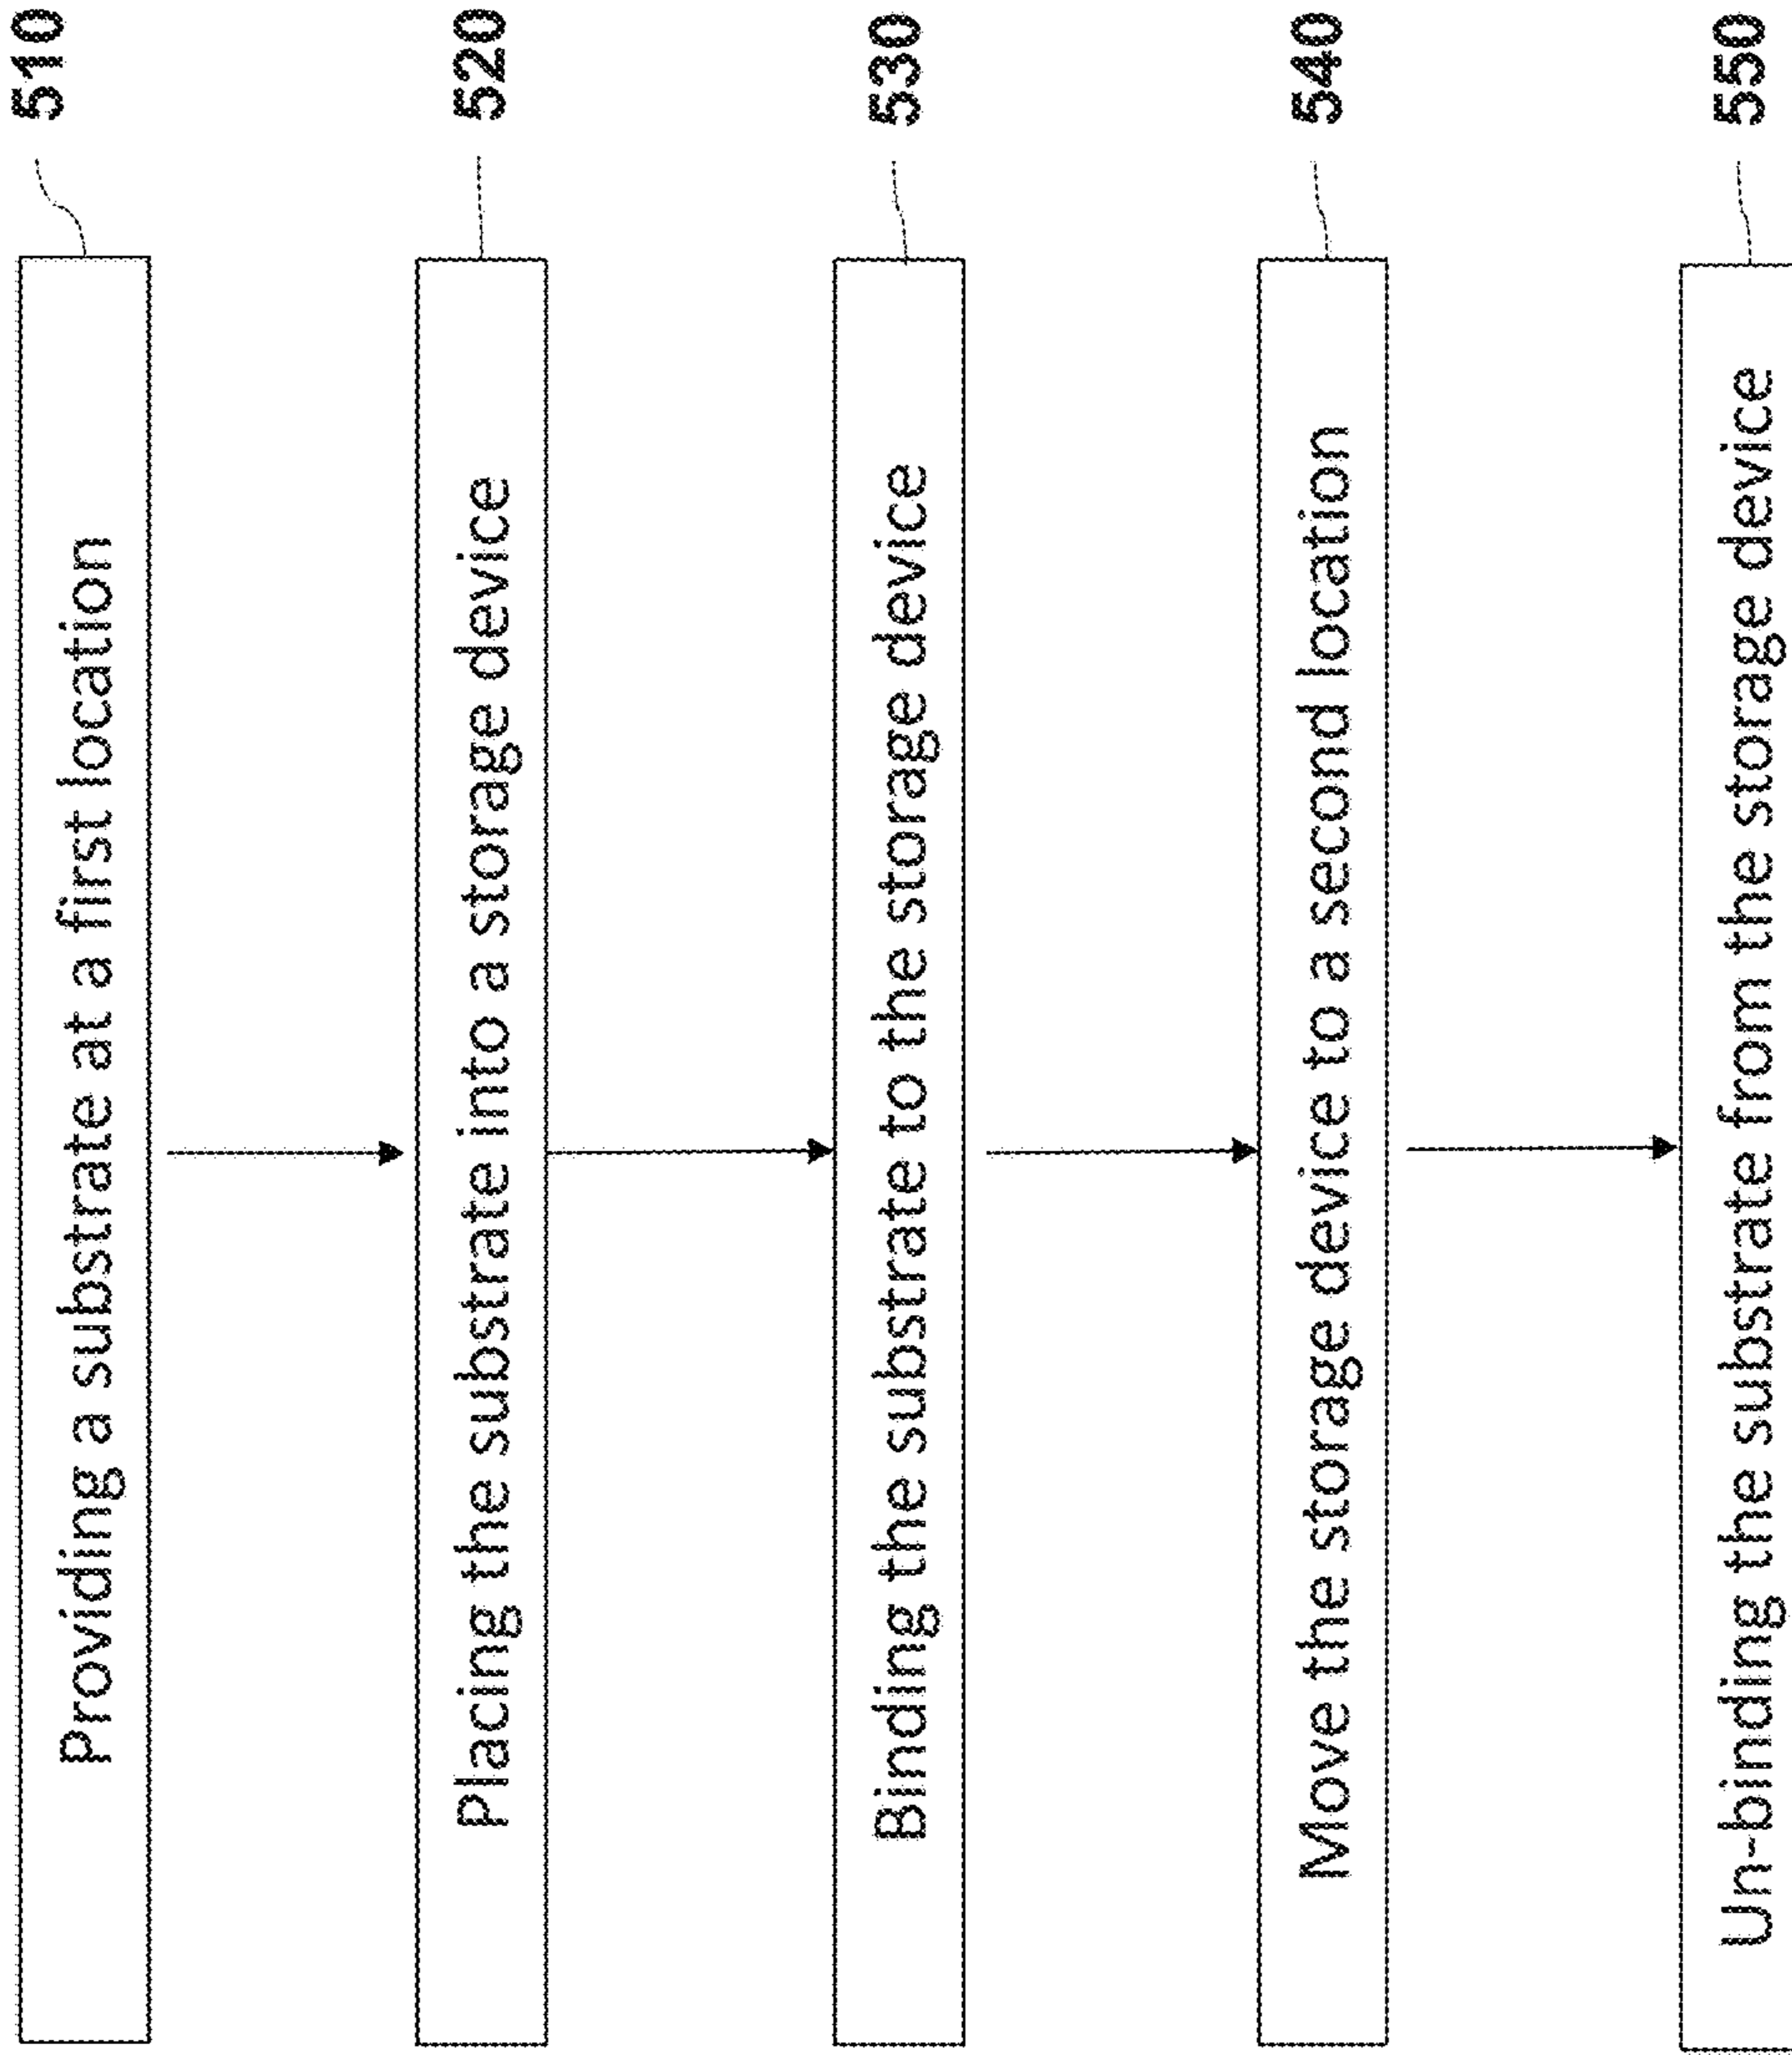 Providing a substrate at a first location
510
Placing the substrate into a storage device
520
Binding the substrate to the storage device
530
Move the storage device to a second location
540
Un-binding the substrate from the storage device
550